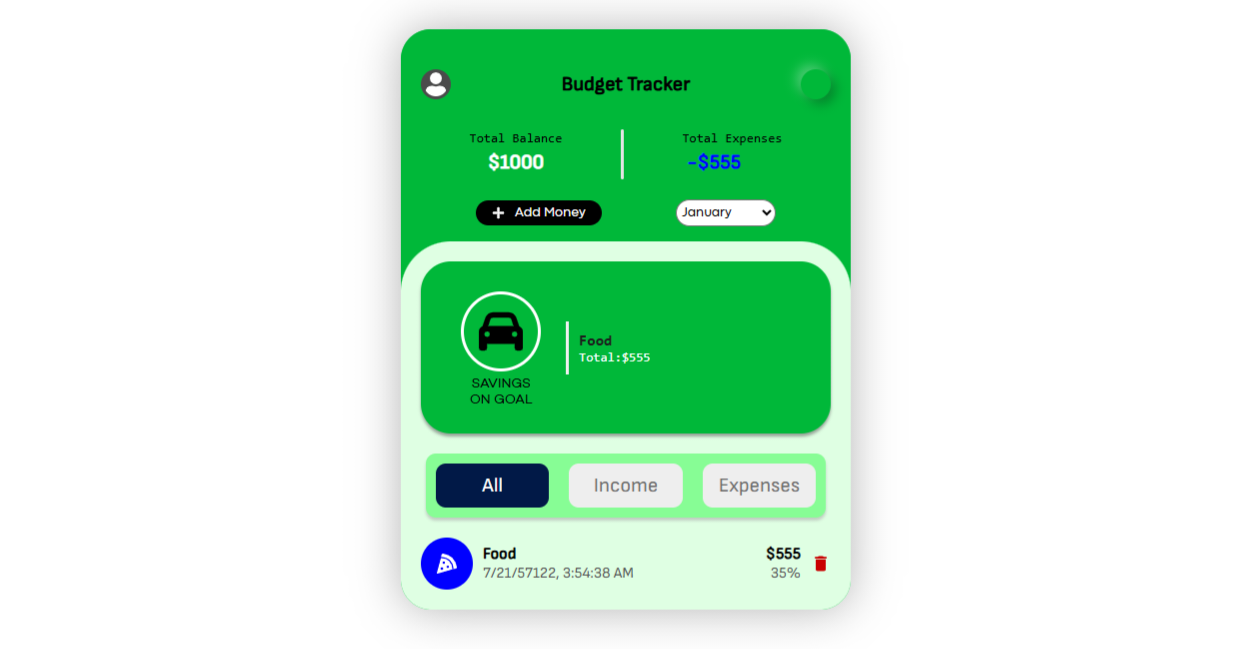 Budget Tracker
Total Balance
Total Expenses
$1000
-$555
Add Money
January
Food
Total:$555
SAVINGS
ON GOAL
All
Income
Expenses
Food
$555
7/21/57122, 3:54:38 AM
35%